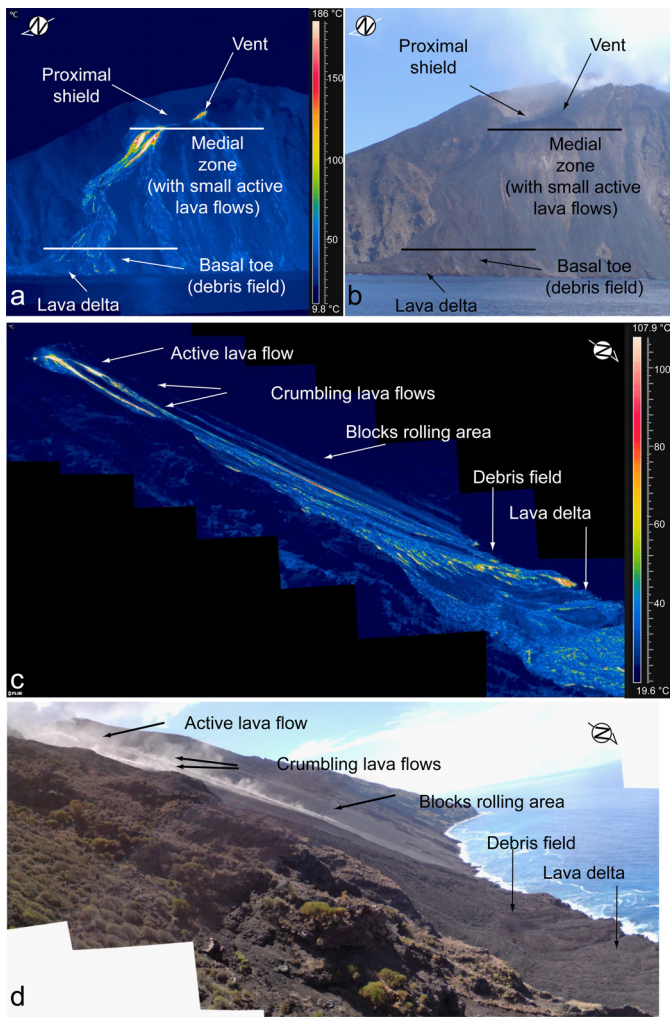 °C
186 °C
150
100
50
9.8 °C
N
Proximal
shield
Vent
Medial
zone
(with small active
lava flows)
Basal toe
(debris field)
Lava delta
a
N
Proximal
shield
Vent
Medial
zone
(with small active
lava flows)
Basal toe
(debris field)
Lava delta
b
°C
107.9 °C
100
80
60
40
19.6 °C
N
Active lava flow
Crumbling lava flows
Blocks rolling area
Debris field
Lava delta
c
FLIR
Active lava flow
N
Crumbling lava flows
Blocks rolling area
Debris field
Lava delta
d